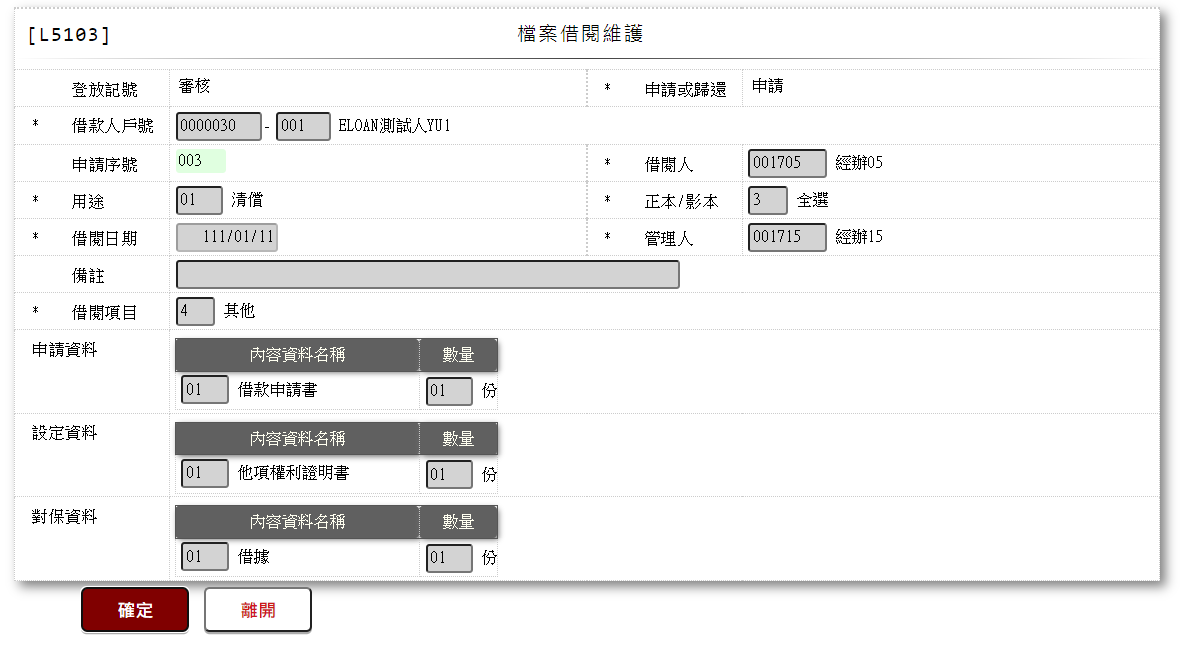 [L5103] 檔案借閱維護
登放記號 審核 * 申請或歸還 申請
* 借款人戶號 0000030 - 001 ELOAN測試人YU1
申請序號 003 * 借閱人 001705 經辦05
* 用途 01 清償 * 正本/影本 3 全選
* 借閱日期 111/01/11 * 管理人 001715 經辦15
備註
* 借閱項目 4 其他
申請資料 內容資料名稱 數量
01 借款申請書 01 份
設定資料 內容資料名稱 數量
01 他項權利證明書 01 份
對保資料 內容資料名稱 數量
01 借據 01 份
確定 離開